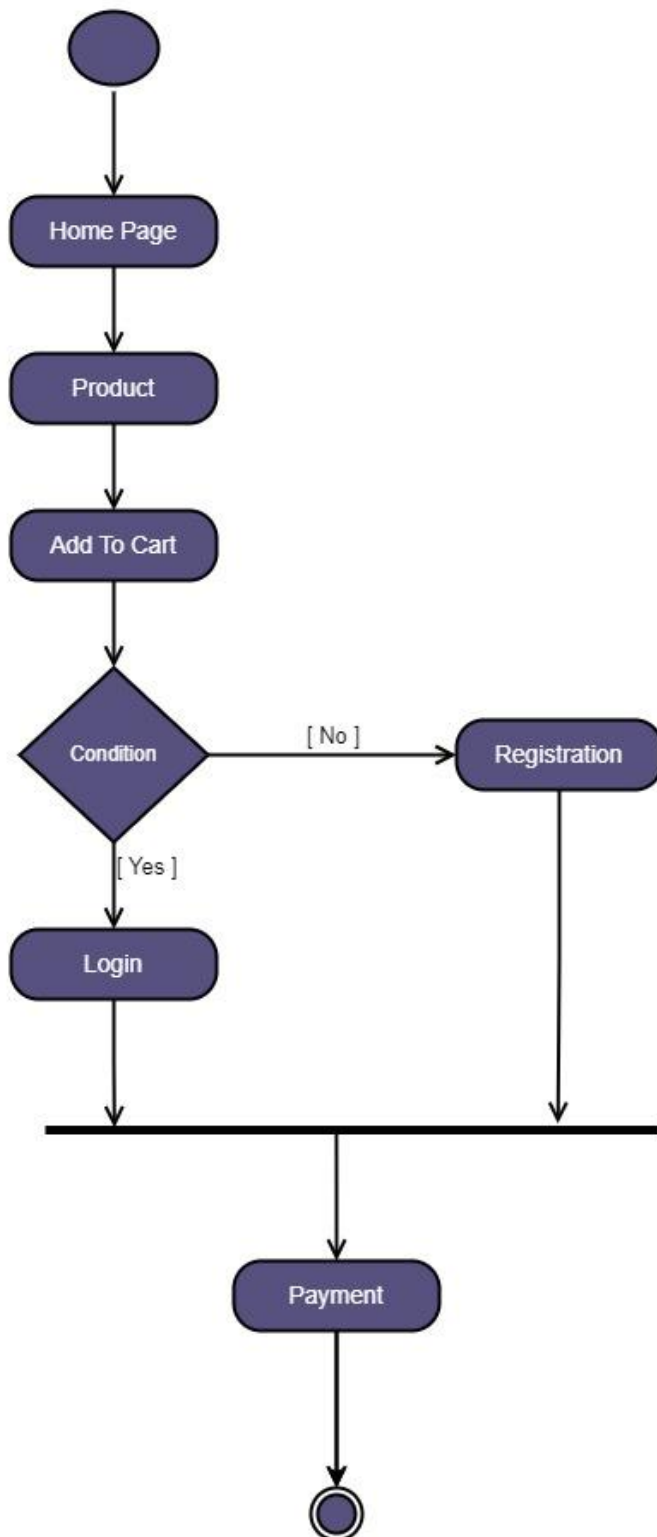 Home Page
Product
Add To Cart
Condition
[ No ]
Registration
[ Yes ]
Login
Payment